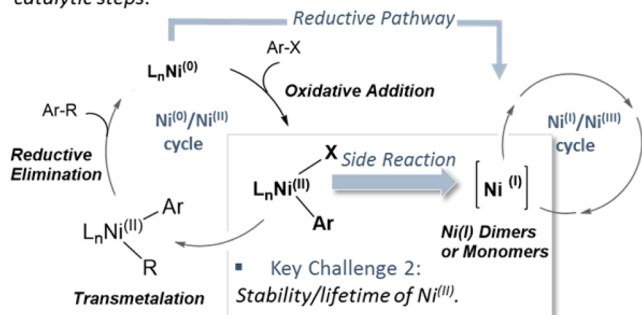 catalytic steps.
Reductive Pathway
Ar-X
LnNi(0)
Oxidative Addition
Ar-R
Ni(0)/Ni(II)
cycle
Ni(I)/Ni(III)
cycle
Reductive
Elimination
X
Side Reaction
LnNi(II)
[Ni (I)]
Ar
LnNi(II)
Ar
R
Ni(I) Dimers
or Monomers
▪ Key Challenge 2:
Stability/lifetime of Ni(II).
Transmetalation